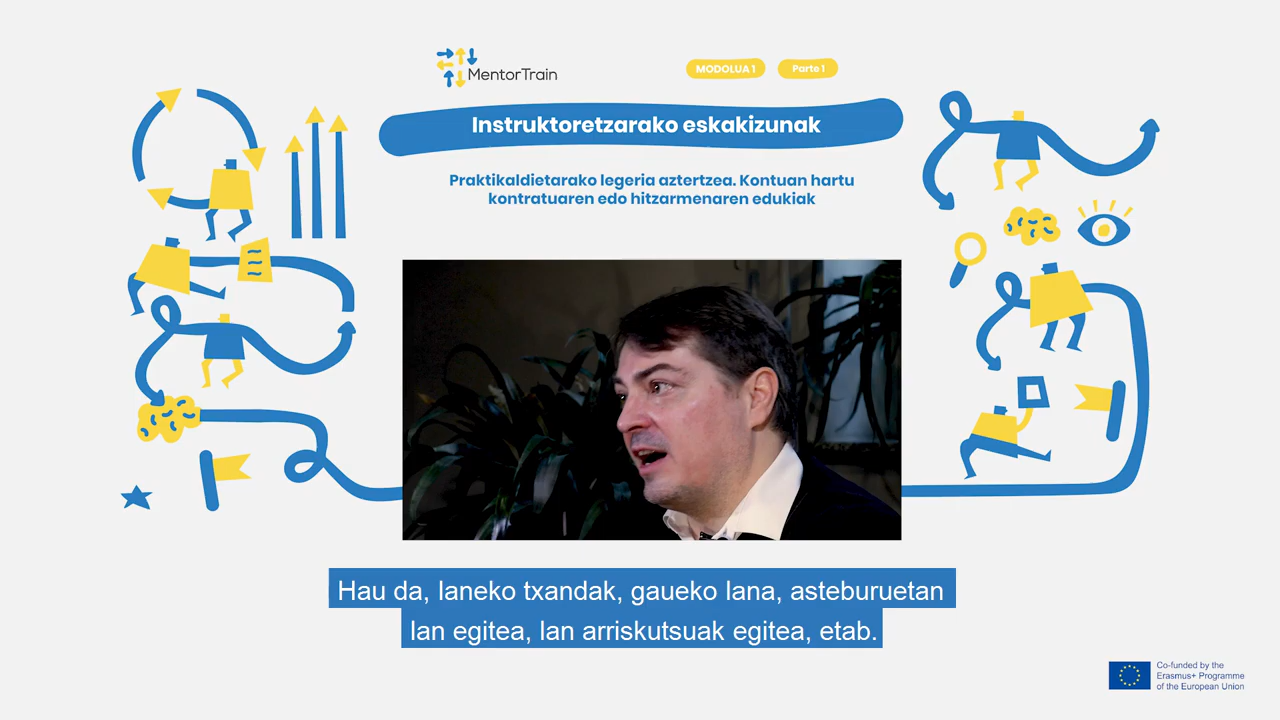 MentorTrain
MODOLUA 1
Parte 1
Instruktoretzarako eskakizunak
Praktikaldietarako legeria aztertzea. Kontuan hartu
kontratuaren edo hitzarmenaren edukiak
Hau da, laneko txandak, gaueko lana, asteburuetan
lan egitea, lan arriskutsuak egitea, etab.
Co-funded by the
Erasmus+ Programme
of the European Union